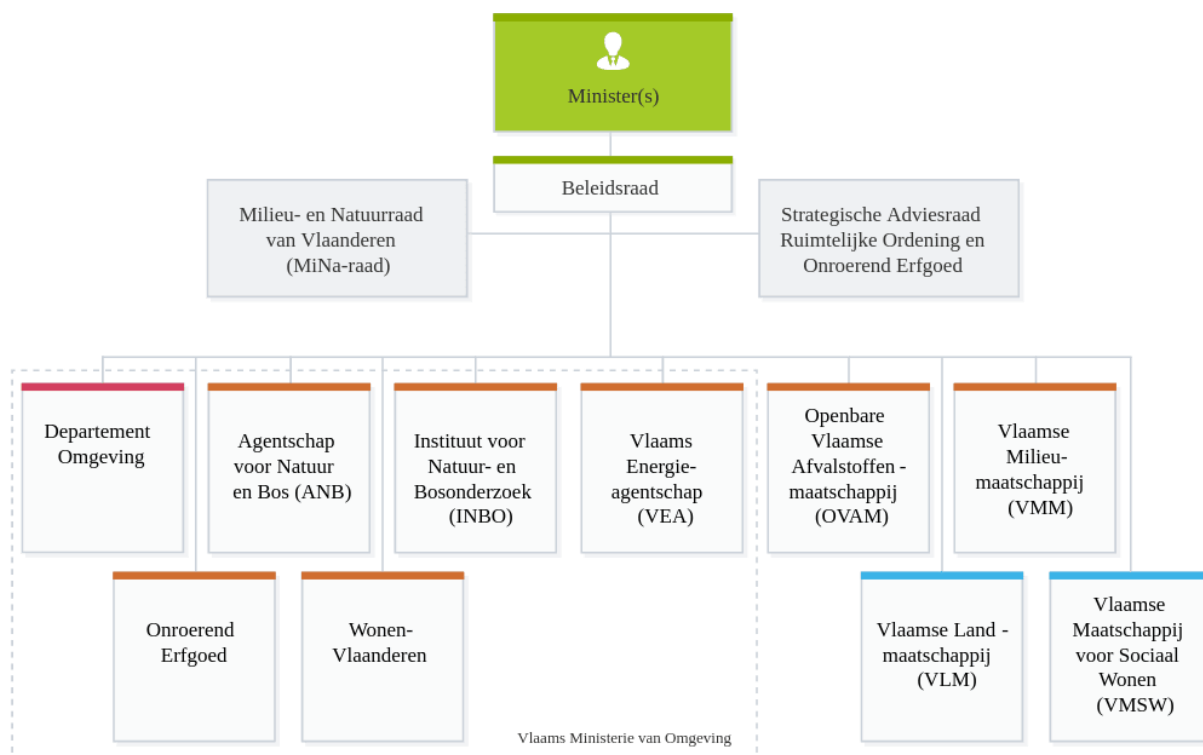 Minister(s)
Beleidsraad
Milieu- en Natuurraad
van Vlaanderen
(MiNa-raad)
Strategische Adviesraad
Ruimtelijke Ordening en
Onroerend Erfgoed
Departement
Omgeving
Agentschap
voor Natuur
en Bos (ANB)
Instituut voor
Natuur- en
Bosonderzoek
(INBO)
Vlaams
Energie-
agentschap
(VEA)
Openbare
Vlaamse
Afvalstoffen -
maatschappij
(OVAM)
Vlaamse
Milieu-
maatschappij
(VMM)
Onroerend
Erfgoed
Wonen-
Vlaanderen
Vlaamse Land -
maatschappij
(VLM)
Vlaamse
Maatschappij
voor Sociaal
Wonen
(VMSW)
Vlaams Ministerie van Omgeving